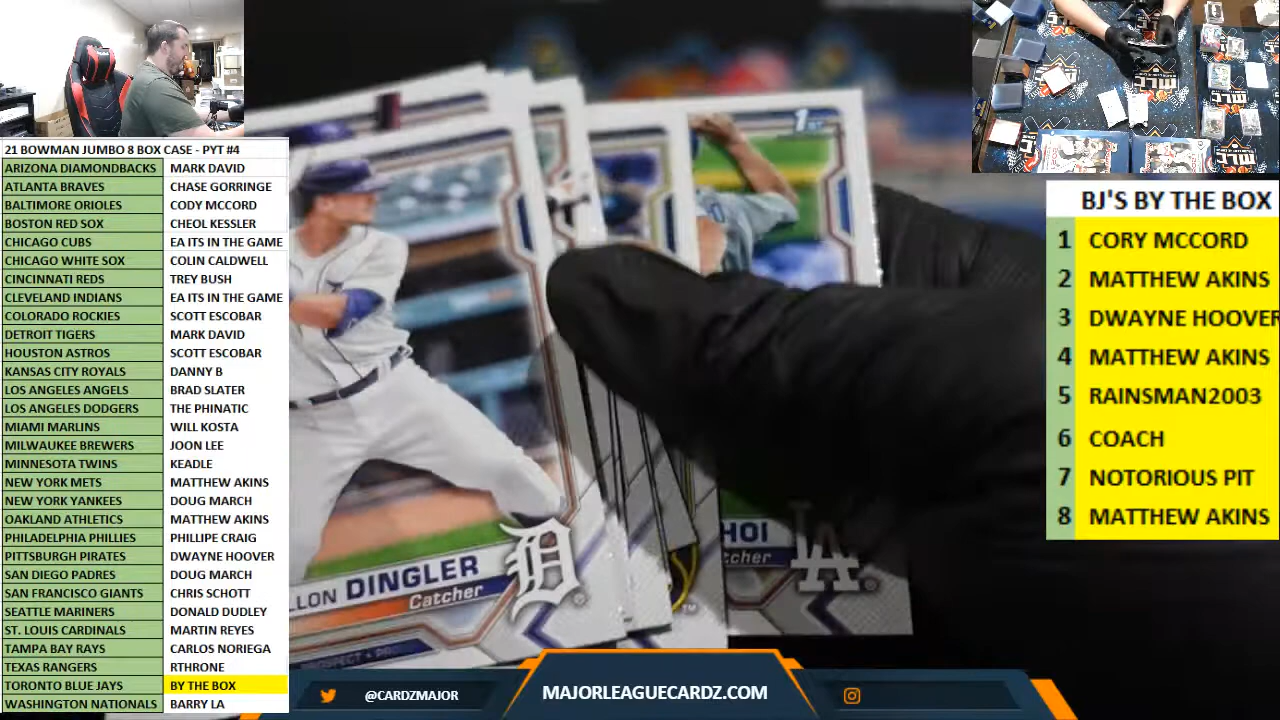 21 BOWMAN JUMBO 8 BOX CASE - PYT #4
ARIZONA DIAMONDBACKS MARK DAVID
ATLANTA BRAVES CHASE GORRINGE
BALTIMORE ORIOLES CODY MCCORD
BOSTON RED SOX CHEOL KESSLER
CHICAGO CUBS EA ITS IN THE GAME
CHICAGO WHITE SOX COLIN CALDWELL
CINCINNATI REDS TREY BUSH
CLEVELAND INDIANS EA ITS IN THE GAME
COLORADO ROCKIES SCOTT ESCOBAR
DETROIT TIGERS MARK DAVID
HOUSTON ASTROS SCOTT ESCOBAR
KANSAS CITY ROYALS DANNY B
LOS ANGELES ANGELS BRAD SLATER
LOS ANGELES DODGERS THE PHINATIC
MIAMI MARLINS WILL KOSTA
MILWAUKEE BREWERS JOON LEE
MINNESOTA TWINS KEADLE
NEW YORK METS MATTHEW AKINS
NEW YORK YANKEES DOUG MARCH
OAKLAND ATHLETICS MATTHEW AKINS
PHILADELPHIA PHILLIES PHILLIPE CRAIG
PITTSBURGH PIRATES DWAYNE HOOVER
SAN DIEGO PADRES DOUG MARCH
SAN FRANCISCO GIANTS CHRIS SCHOTT
SEATTLE MARINERS DONALD DUDLEY
ST. LOUIS CARDINALS MARTIN REYES
TAMPA BAY RAYS CARLOS NORIEGA
TEXAS RANGERS RTHRONE
TORONTO BLUE JAYS BY THE BOX
WASHINGTON NATIONALS BARRY LA
1ST
LLON DINGLER
Catcher
D
HOI
tcher
LA
MLC
BJ'S BY THE BOX
1 CORY MCCORD
2 MATTHEW AKINS
3 DWAYNE HOOVER
4 MATTHEW AKINS
5 RAINSMAN2003
6 COACH
7 NOTORIOUS PIT
8 MATTHEW AKINS
@CARDZMAJOR
MAJORLEAGUECARDZ.COM